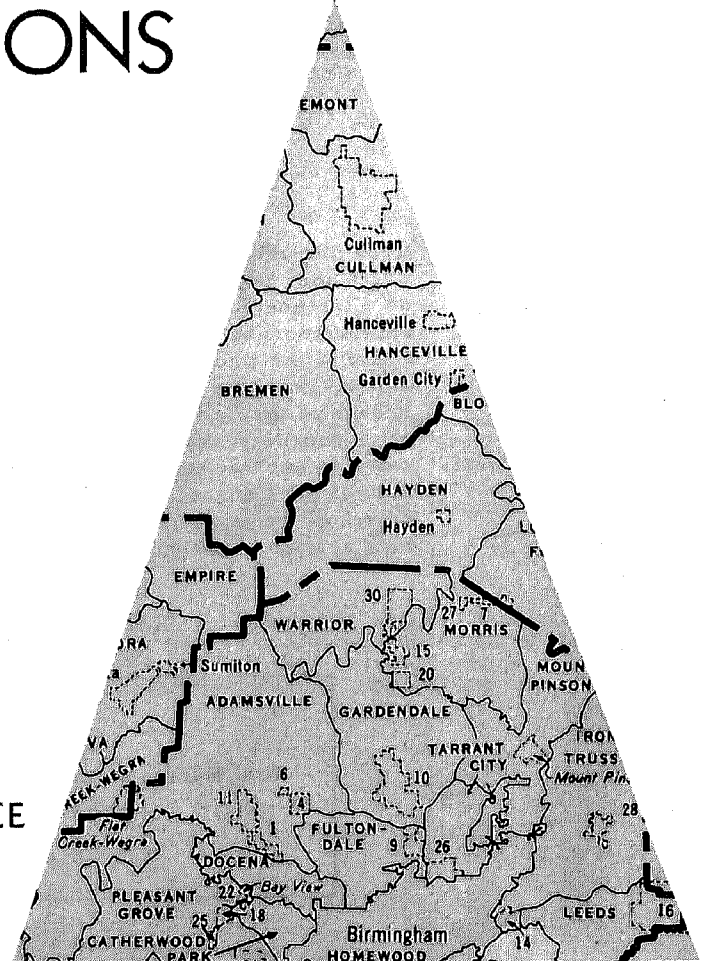 ONS
EMONT
Cullman
CULLMAN
Hanceville
HANCEVILLE
Garden City
BLO
BREMEN
HAYDEN
Hayden
EMPIRE
30
27
7
WARRIOR
MORRIS
15
20
Sumiton
MOUN
PINSON
ADAMSVILLE
GARDENDALE
TARRANT
CITY
TRUSS
Mount Pin
10
6
4
11
1
28
CE
Flat
Creek-Wegra
FULTON-
DALE
9
26
DOCENA
22
Bay View
PLEASANT
GROVE
18
25
LEEDS
16
14
CATHERWOOD
PARK
Birmingham
HOMEWOOD